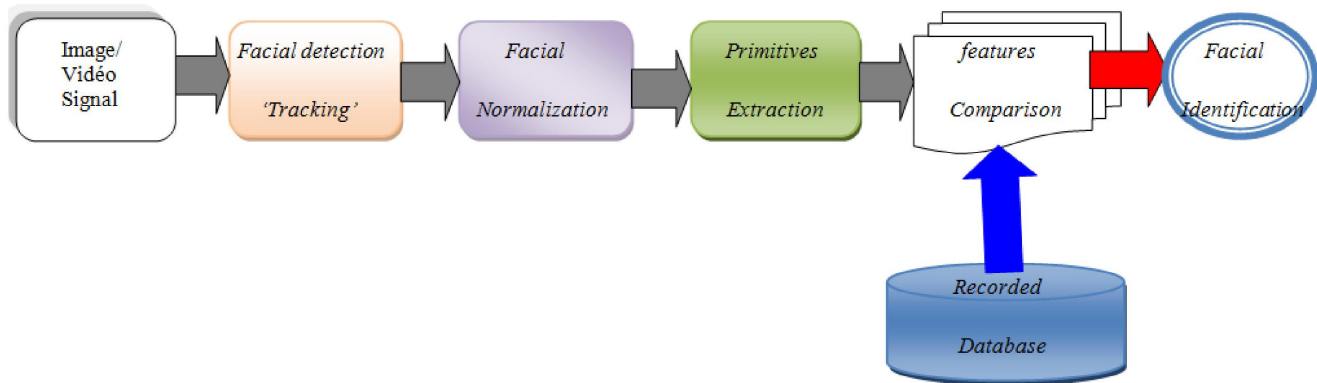 Image/
Vidéo
Signal
Facial detection
‘Tracking’
Facial
Normalization
Primitives
Extraction
features
Comparison
Facial
Identification
Recorded
Database